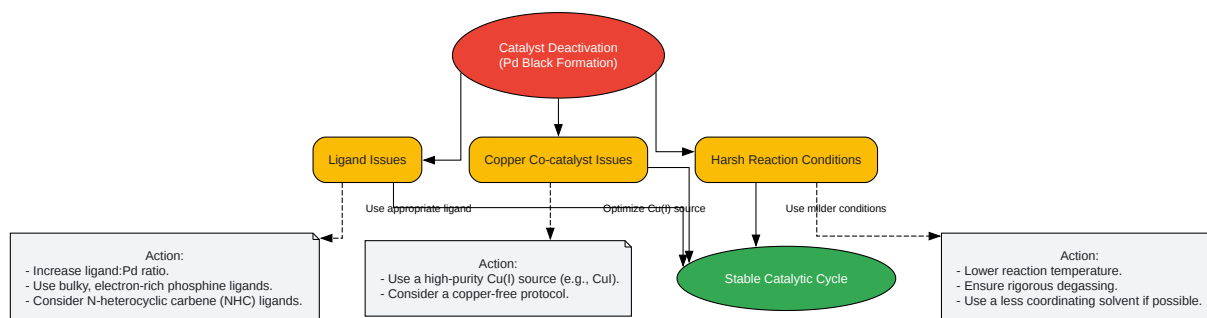 Catalyst Deactivation
(Pd Black Formation)
Ligand Issues
Copper Co-catalyst Issues
Harsh Reaction Conditions
Use appropriate ligand
Optimize Cu(I) source
Use milder conditions
Action:
- Increase ligand:Pd ratio.
- Use bulky, electron-rich phosphine ligands.
- Consider N-heterocyclic carbene (NHC) ligands.
Action:
- Use a high-purity Cu(I) source (e.g., CuI).
- Consider a copper-free protocol.
Stable Catalytic Cycle
Action:
- Lower reaction temperature.
- Ensure rigorous degassing.
- Use a less coordinating solvent if possible.